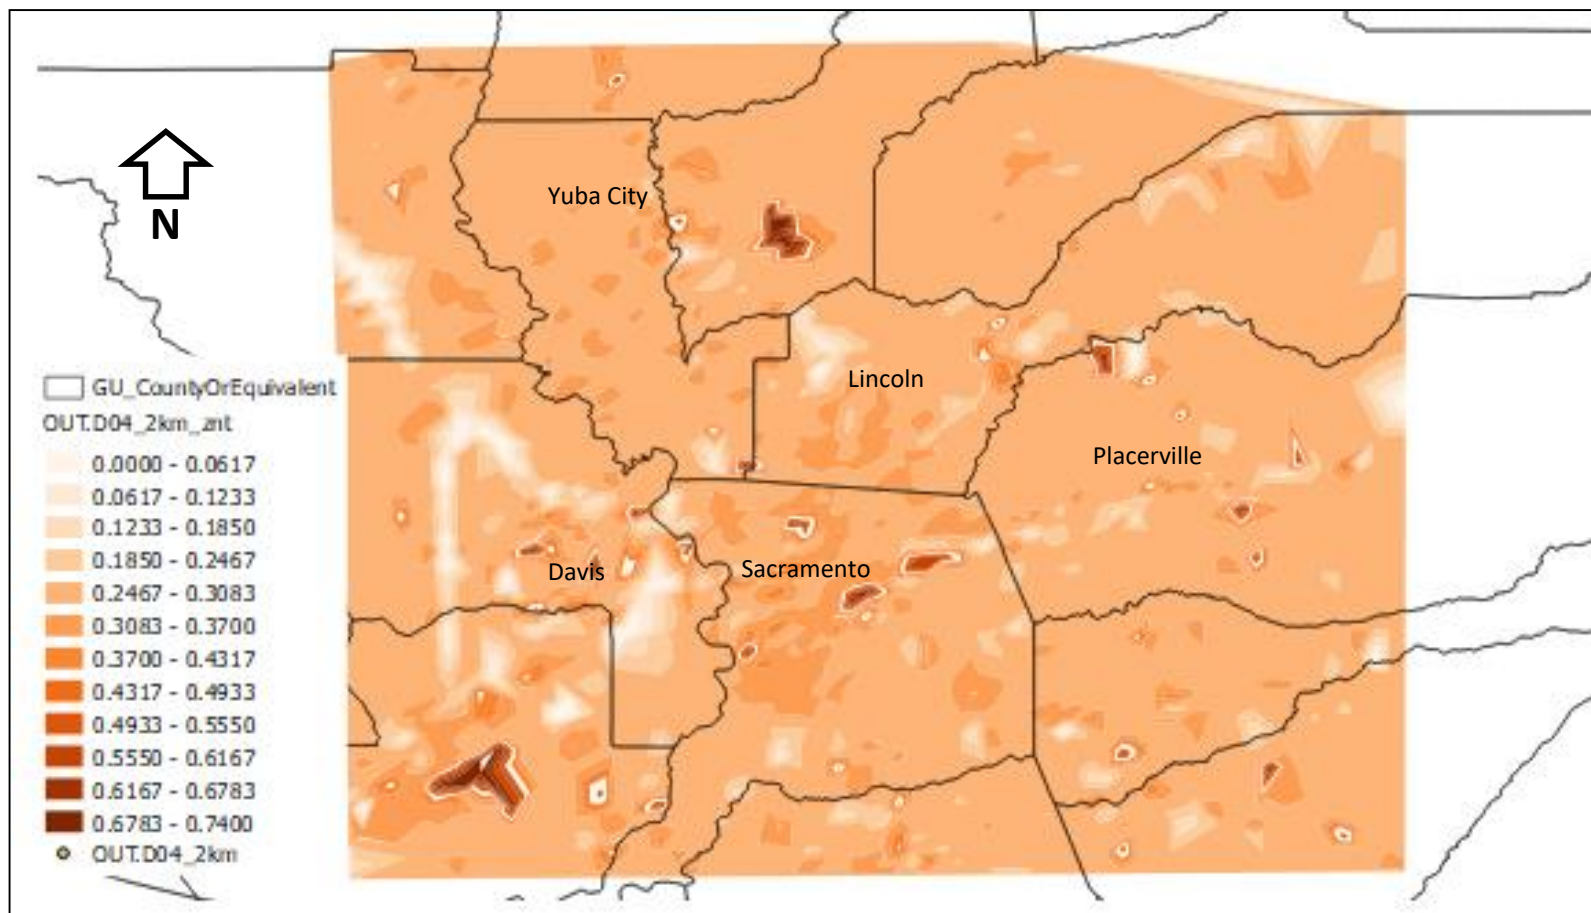 N
Yuba City
Lincoln
Placerville
Davis
Sacramento
GU_CountyOrEquivalent
OUT.D04_2km_znt
0.0000 - 0.0617
0.0617 - 0.1233
0.1233 - 0.1850
0.1850 - 0.2467
0.2467 - 0.3083
0.3083 - 0.3700
0.3700 - 0.4317
0.4317 - 0.4933
0.4933 - 0.5550
0.5550 - 0.6167
0.6167 - 0.6783
0.6783 - 0.7400
OUT.D04_2km